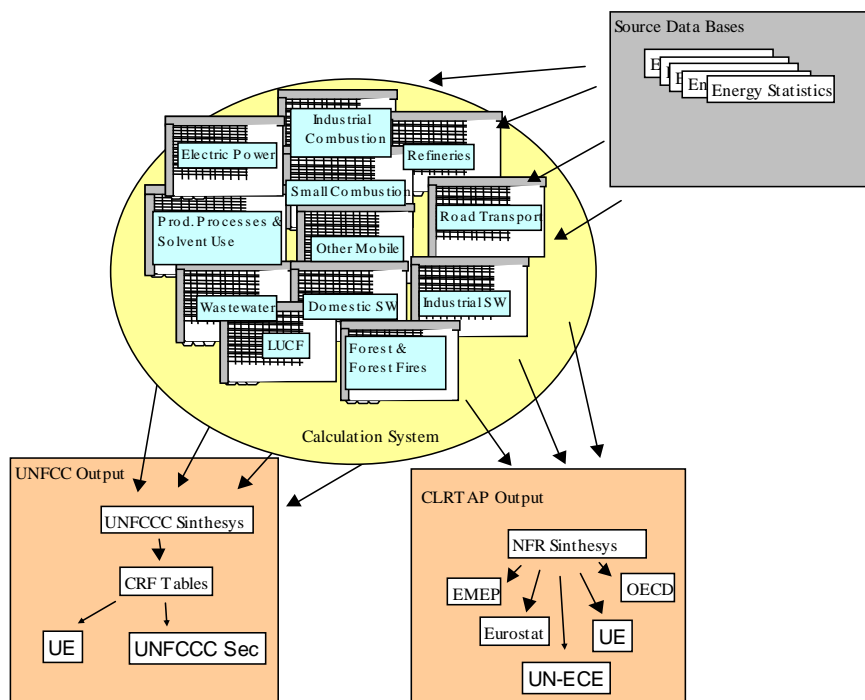 Source Data Bases
E
E
En
Energy Statistics
Industrial
Combustion
Electric Power
Refineries
Small Combustion
Road Transport
Prod. Processes &
Solvent Use
Other Mobile
Wastewater
Domestic SW
Industrial SW
LUCF
Forest &
Forest Fires
Calculation System
UNFCC Output
UNFCCC Sinthesys
CRF Tables
UE
UNFCCC Sec
CLRTAP Output
NFR Sinthesys
EMEP
OECD
Eurostat
UE
UN-ECE